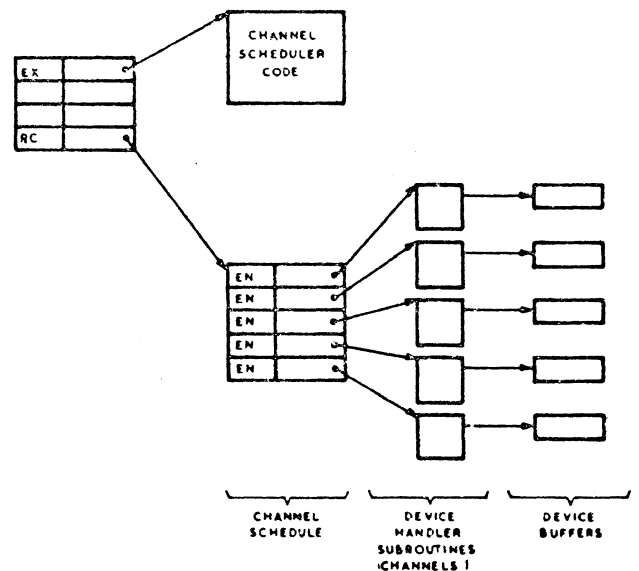 CHANNEL
SCHEDULER
CODE
EX
RC
EN
EN
EN
EN
EN
CHANNEL
SCHEDULE
DEVICE
HANDLER
SUBROUTINES
(CHANNELS)
DEVICE
BUFFERS